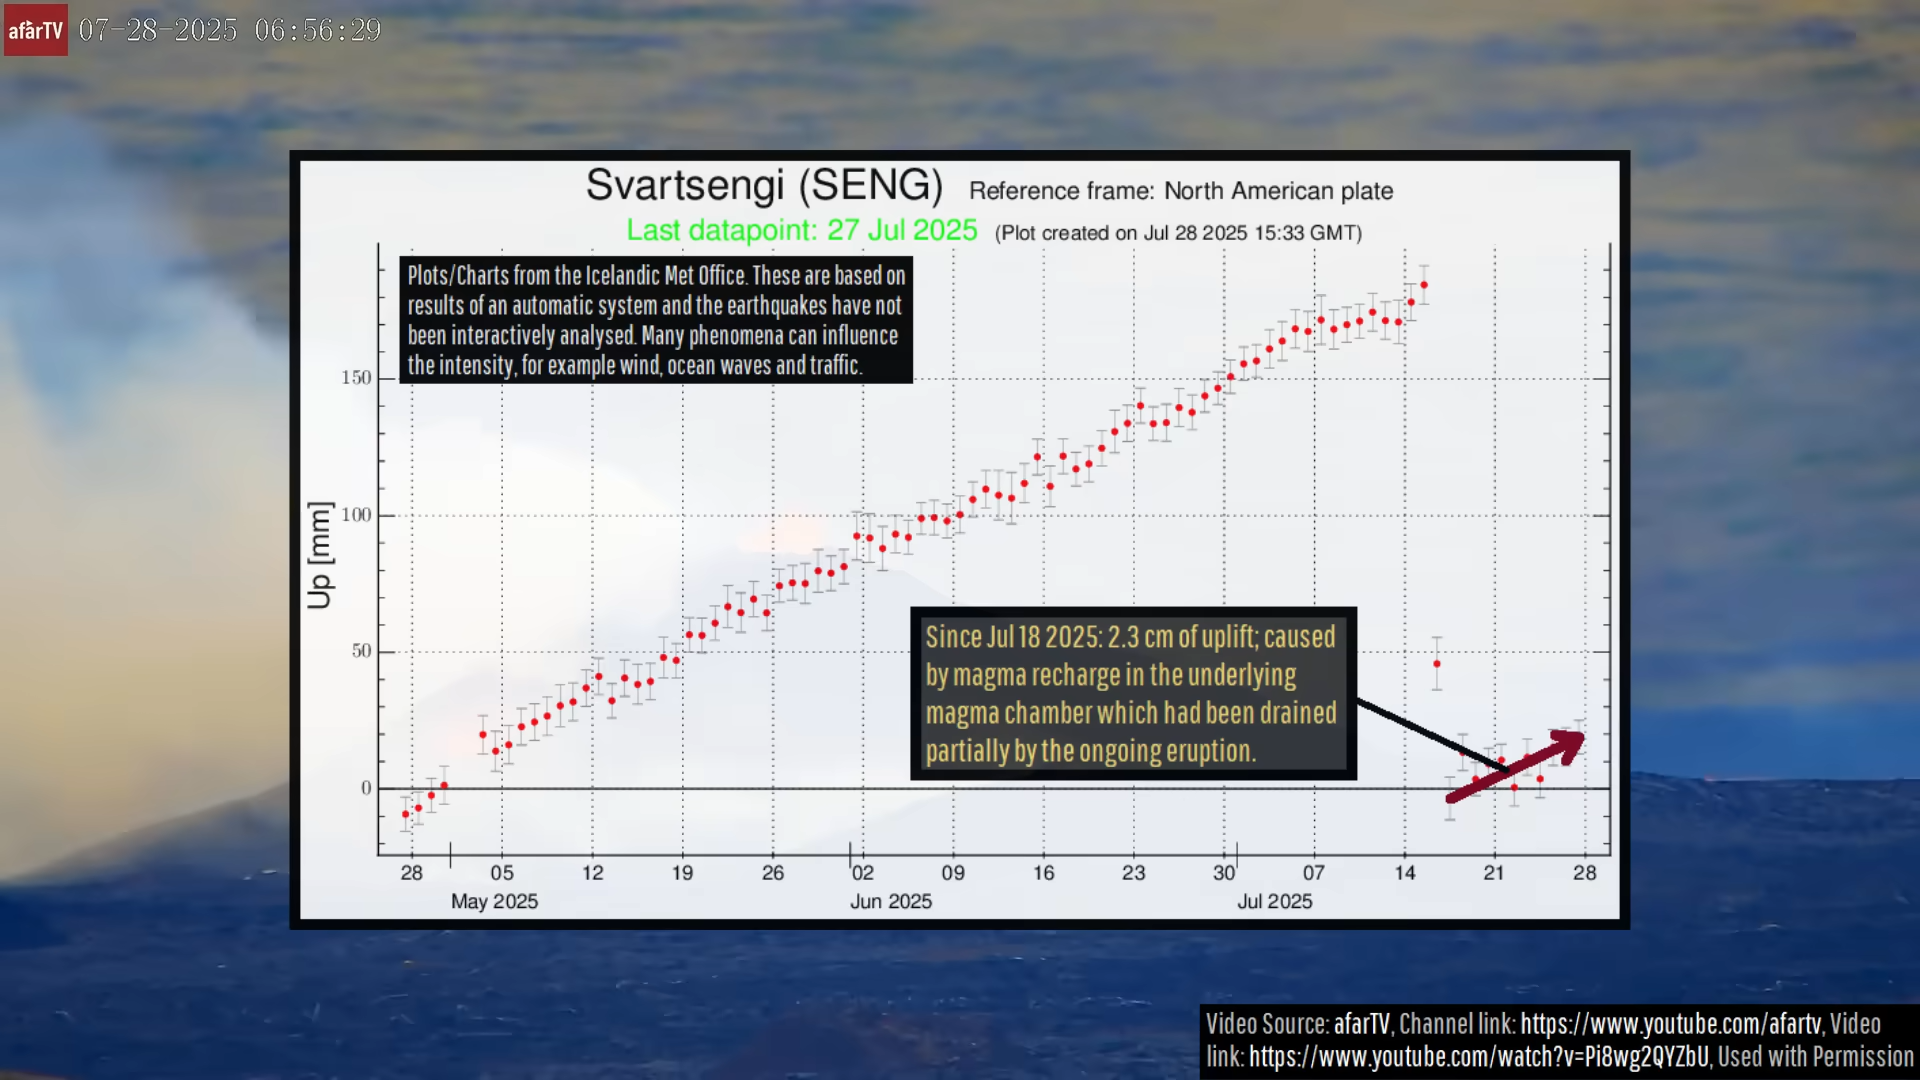 afarTV 07-28-2025 06:56:29
Svartsengi (SENG) Reference frame: North American plate
Last datapoint: 27 Jul 2025 (Plot created on Jul 28 2025 15:33 GMT)
Plots/Charts from the Icelandic Met Office. These are based on
results of an automatic system and the earthquakes have not
been interactively analysed. Many phenomena can influence
the intensity, for example wind, ocean waves and traffic.
150
100
Up [mm]
50
0
Since Jul 18 2025: 2.3 cm of uplift; caused
by magma recharge in the underlying
magma chamber which had been drained
partially by the ongoing eruption.
28 05 12 19 26 02 09 16 23 30 07 14 21 28
May 2025 Jun 2025 Jul 2025
Video Source: afarTV, Channel link: https://www.youtube.com/afartv, Video
link: https://www.youtube.com/watch?v=Pi8wg2QYZbU, Used with Permission